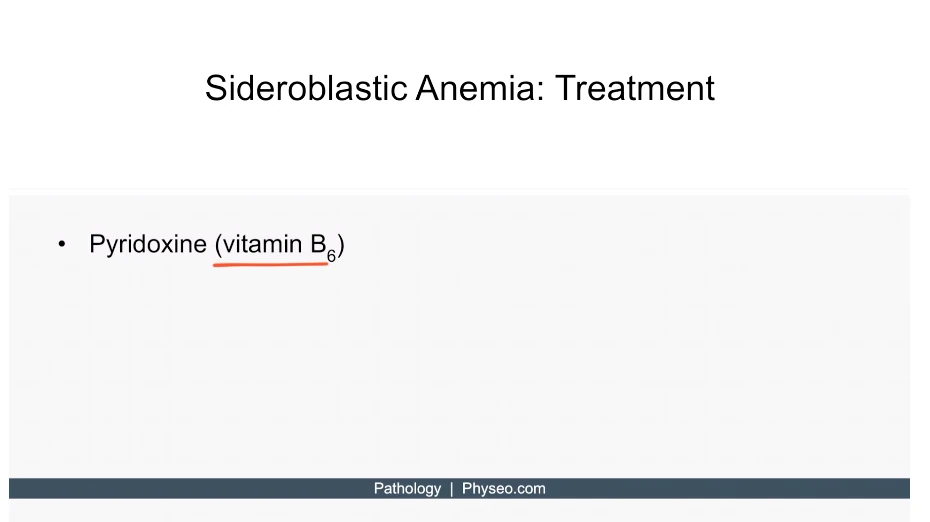 Sideroblastic Anemia: Treatment
• Pyridoxine (vitamin B₆)
Pathology | Physeo.com